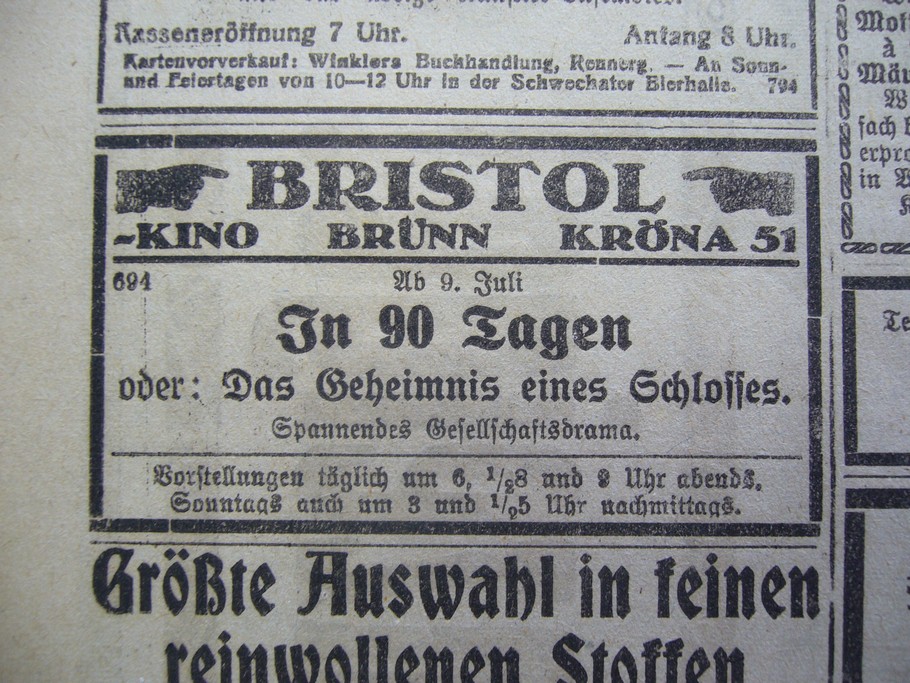 Kasseneröffnung 7 Uhr. Anfang 8 Uhr.
Kartenvorverkauf: Winklers Buchhandlung, Rennerg. — An Sonn-
und Feiertagen von 10—12 Uhr in der Schwechater Bierhalle. 794
BRISTOL
-KINO BRÜNN KRÖNA 51
694 Ab 9. Juli
In 90 Tagen
oder: Das Geheimnis eines Schlosses.
Spannendes Gesellschaftsdrama.
Vorstellungen täglich um 6, 1/28 und 9 Uhr abends.
Sonntags auch um 3 und 1/25 Uhr nachmittags.
Größte Auswahl in feinen
reinwollenen Stoffen
à
in